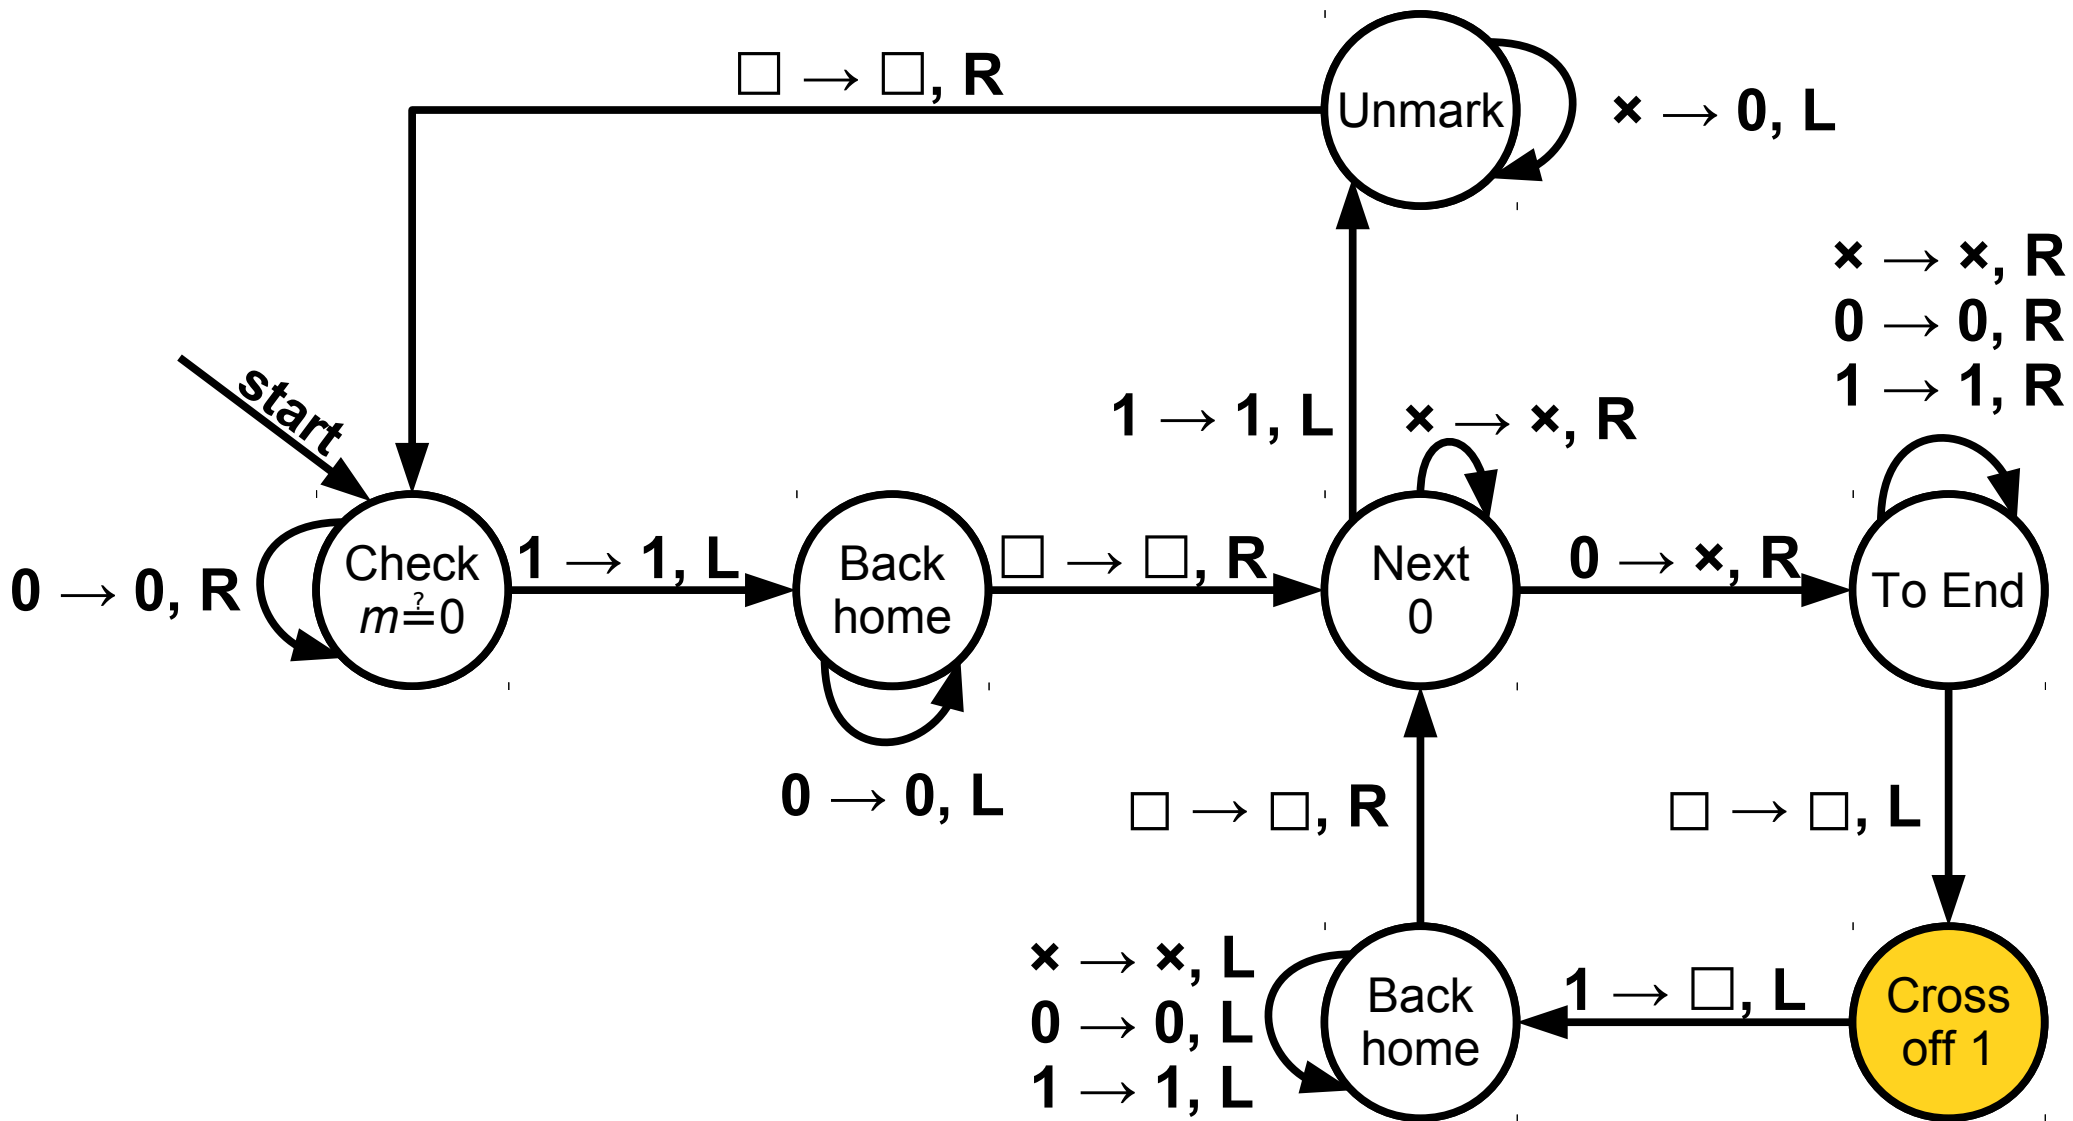 □ → □, R
Unmark
× → 0, L
× → ×, R
0 → 0, R
1 → 1, R
start
1 → 1, L
× → ×, R
0 → 0, R
Check
m≟0
1 → 1, L
Back
home
□ → □, R
Next
0
0 → ×, R
To End
0 → 0, L
□ → □, R
□ → □, L
× → ×, L
0 → 0, L
1 → 1, L
Back
home
1 → □, L
Cross
off 1